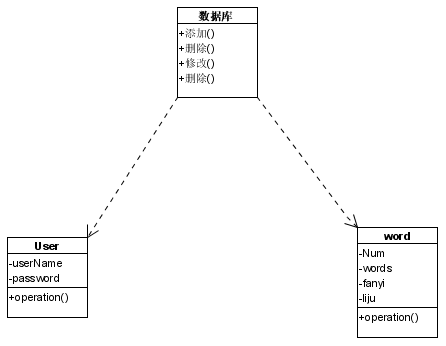 数据库
+添加()
+删除()
+修改()
+删除()
User
-userName
-password
+operation()
word
-Num
-words
-fanyi
-liju
+operation()